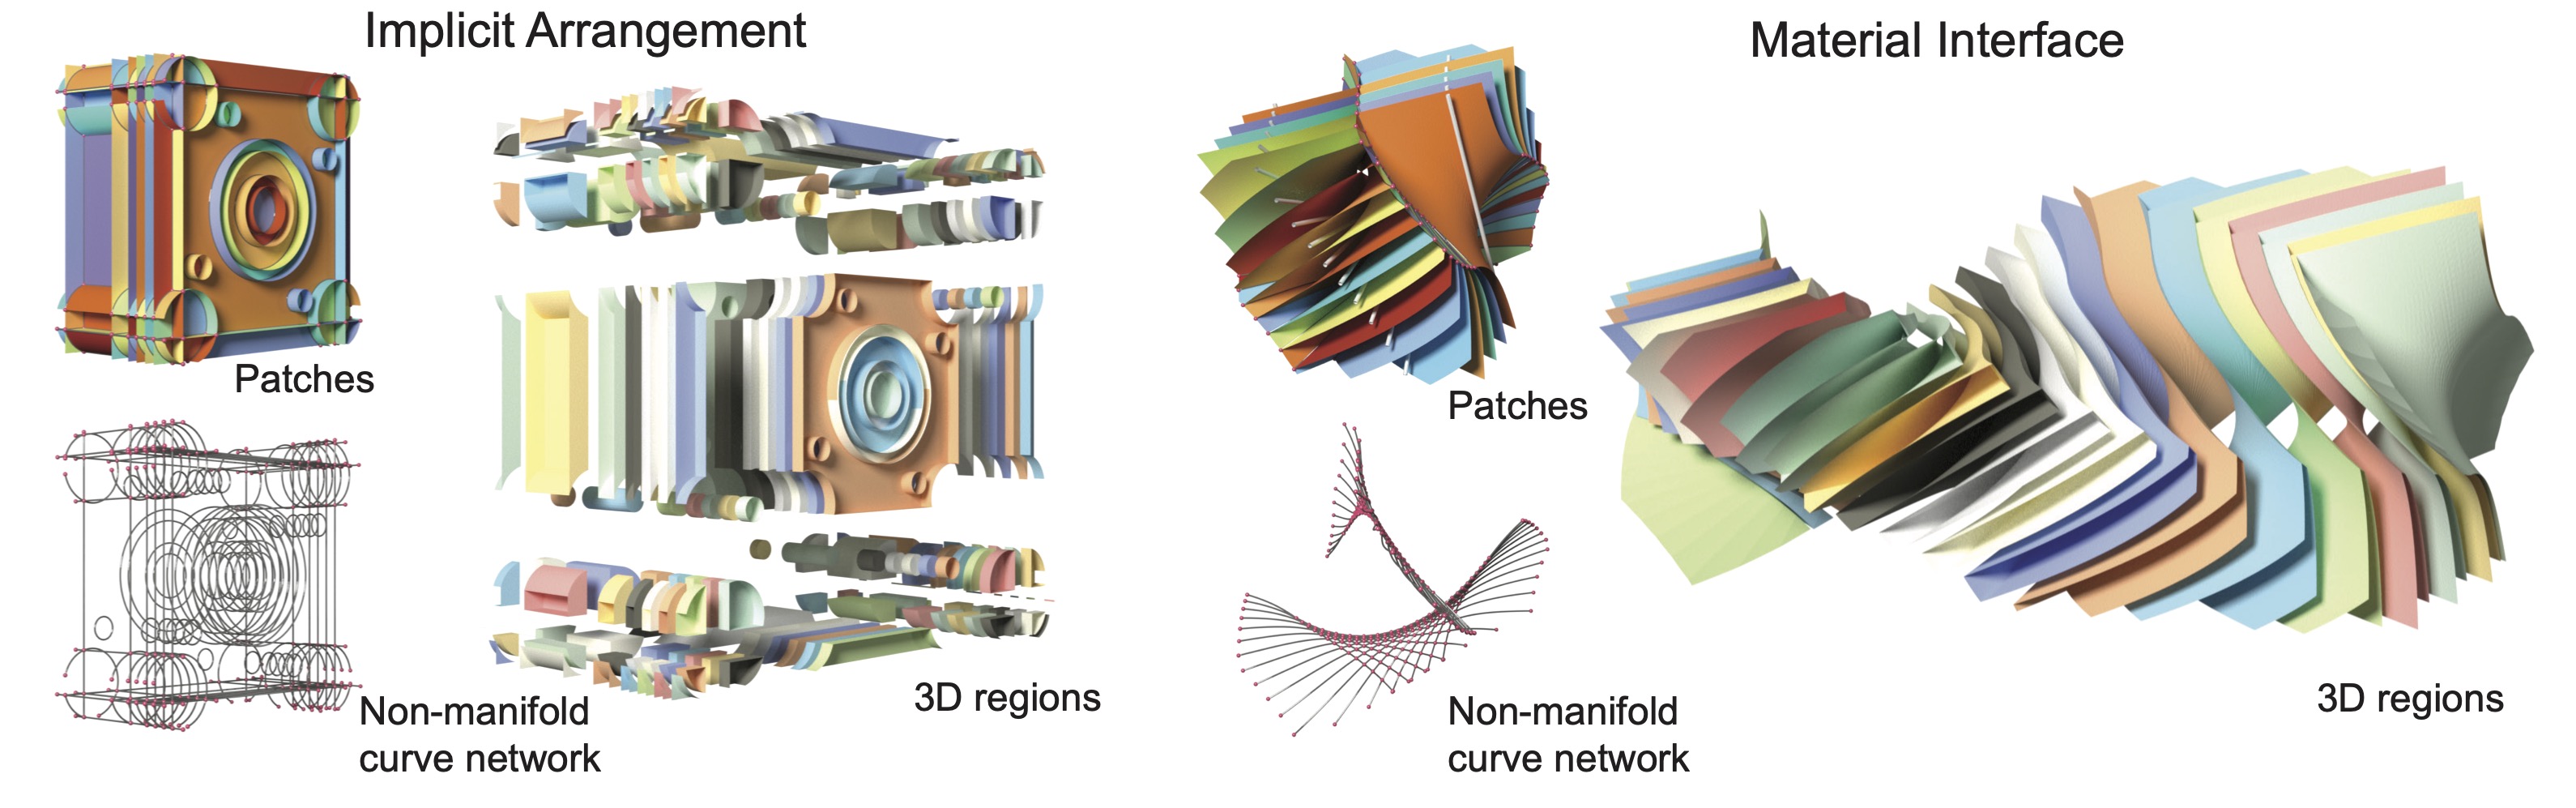 Implicit Arrangement
Patches
Non-manifold
curve network
3D regions
Material Interface
Patches
Non-manifold
curve network
3D regions